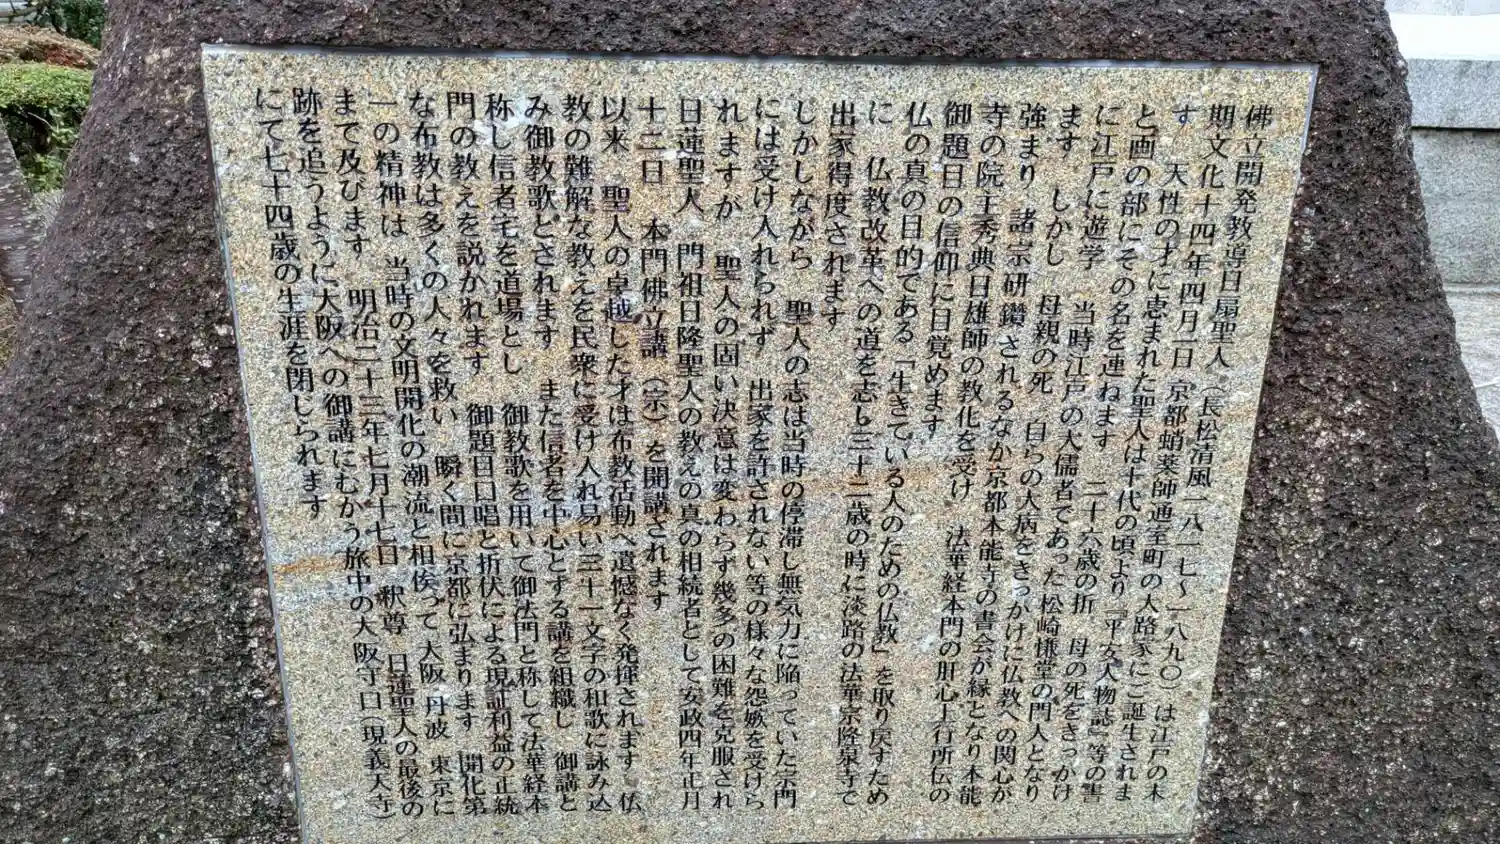 佛立開発教導日扇聖人（長松清風一八一七〜一八九〇）は江戸の末
期文化十四年四月一日 京都蛸薬師通室町の大路家にご誕生されま
す 天性の才に恵まれた聖人は十代の頃より『平安人物誌』等の書
と画の部にその名を連ねます 二十六歳の折 母の死をきっかけ
に江戸に遊学 当時江戸の大儒者であった松崎慊堂の門人となり
ます しかし 母親の死 自らの大病をきっかけに仏教への関心が
強まり 諸宗研鑽されるなか京都本能寺の書会が縁となり本能
寺の院王秀典日雄師の教化を受け 法華経本門の肝心上行所伝の
御題目の信仰に目覚めます
仏の真の目的である「生きている人のための仏教」を取り戻すため
に 仏教改革への道を志し三十二歳の時に淡路の法華宗隆泉寺で
出家得度されます
しかしながら 聖人の志は当時の停滞し無気力に陥っていた宗門
には受け入れられず 出家を許されない等の様々な怨嫉を受けら
れますが 聖人の固い決意は変わらず幾多の困難を克服され
日蓮聖人 門祖日隆聖人の教えの真の相続者として安政四年正月
十二日 本門佛立講（宗）を開講されます
以来 聖人の卓越した才は布教活動へ遺憾なく発揮されます 仏
教の難解な教えを民衆に受け入れ易い三十一文字の和歌に詠み込
み御教歌とされます また信者を中心とする講を組織し 御講と
称し信者宅を道場とし 御教歌を用いて御法門と称して法華経本
門の教えを説かれます 御題目口唱と折伏による現証利益の正統
な布教は多くの人々を救い 瞬く間に京都に弘まります 開化第
一の精神は 当時の文明開化の潮流と相俟って大阪 丹波 東京に
まで及びます 明治二十三年七月十七日 釈尊 日蓮聖人の最後の
跡を追うように大阪への御講にむかう旅中の大阪守口（現義天寺）
にて七十四歳の生涯を閉じられます